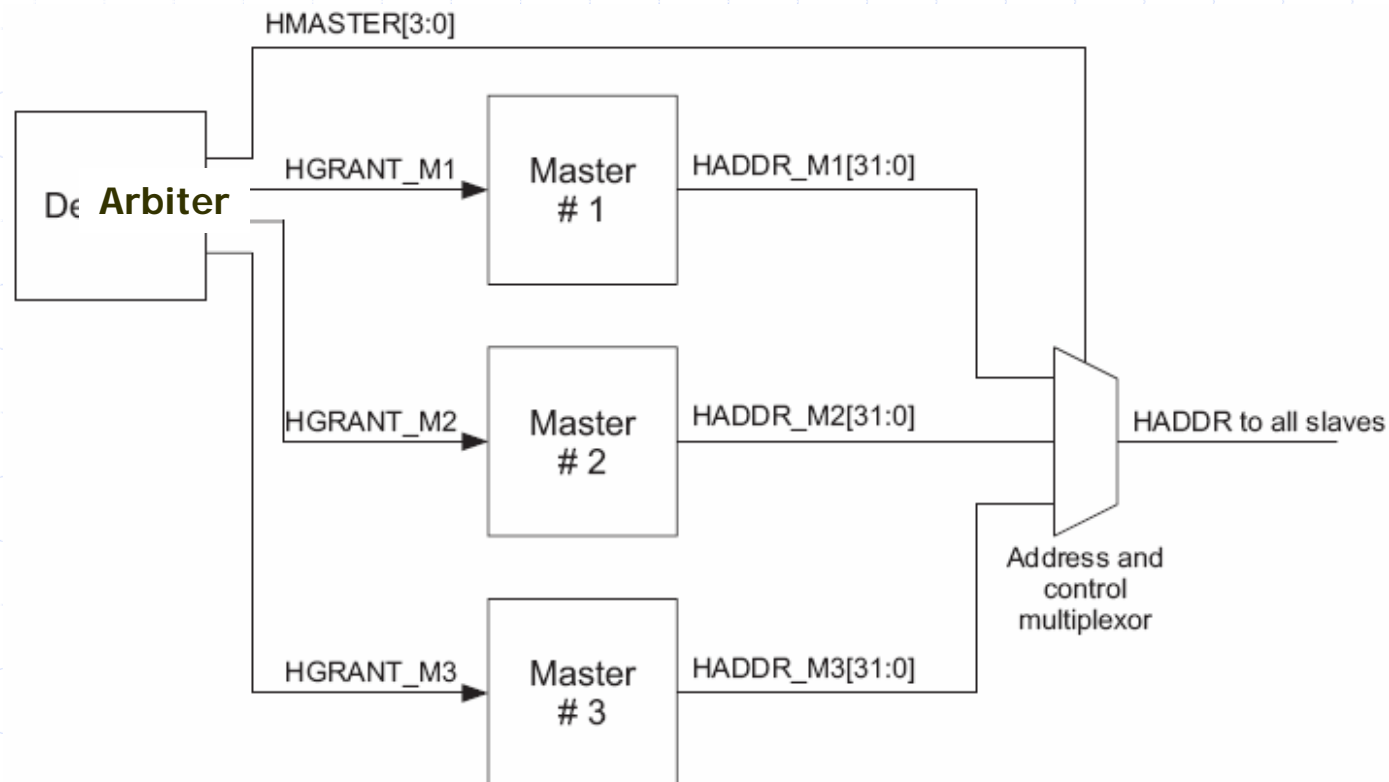 HMASTER[3:0]
HGRANT_M1
Master
# 1
HADDR_M1[31:0]
Arbiter
HGRANT_M2
Master
# 2
HADDR_M2[31:0]
HADDR to all slaves
Address and
control
multiplexor
HGRANT_M3
Master
# 3
HADDR_M3[31:0]